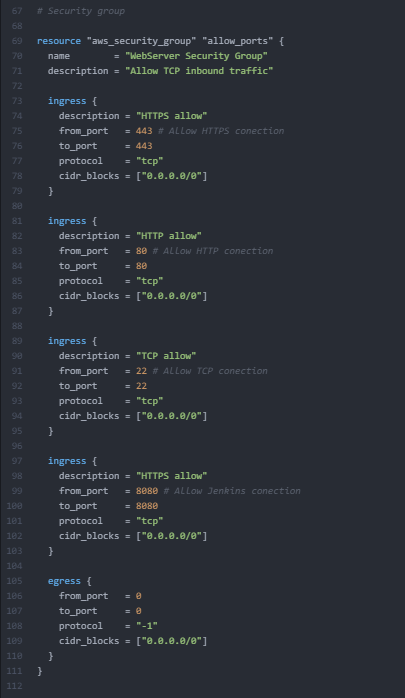 67 # Security group
68
69 resource "aws_security_group" "allow_ports" {
70   name        = "WebServer Security Group"
71   description = "Allow TCP inbound traffic"
72
73   ingress {
74     description = "HTTPS allow"
75     from_port   = 443 # Allow HTTPS conection
76     to_port     = 443
77     protocol    = "tcp"
78     cidr_blocks = ["0.0.0.0/0"]
79   }
80
81   ingress {
82     description = "HTTP allow"
83     from_port   = 80 # Allow HTTP conection
84     to_port     = 80
85     protocol    = "tcp"
86     cidr_blocks = ["0.0.0.0/0"]
87   }
88
89   ingress {
90     description = "TCP allow"
91     from_port   = 22 # Allow TCP conection
92     to_port     = 22
93     protocol    = "tcp"
94     cidr_blocks = ["0.0.0.0/0"]
95   }
96
97   ingress {
98     description = "HTTPS allow"
99     from_port   = 8080 # Allow Jenkins conection
100     to_port     = 8080
101     protocol    = "tcp"
102     cidr_blocks = ["0.0.0.0/0"]
103   }
104
105   egress {
106     from_port   = 0
107     to_port     = 0
108     protocol    = "-1"
109     cidr_blocks = ["0.0.0.0/0"]
110   }
111 }
112